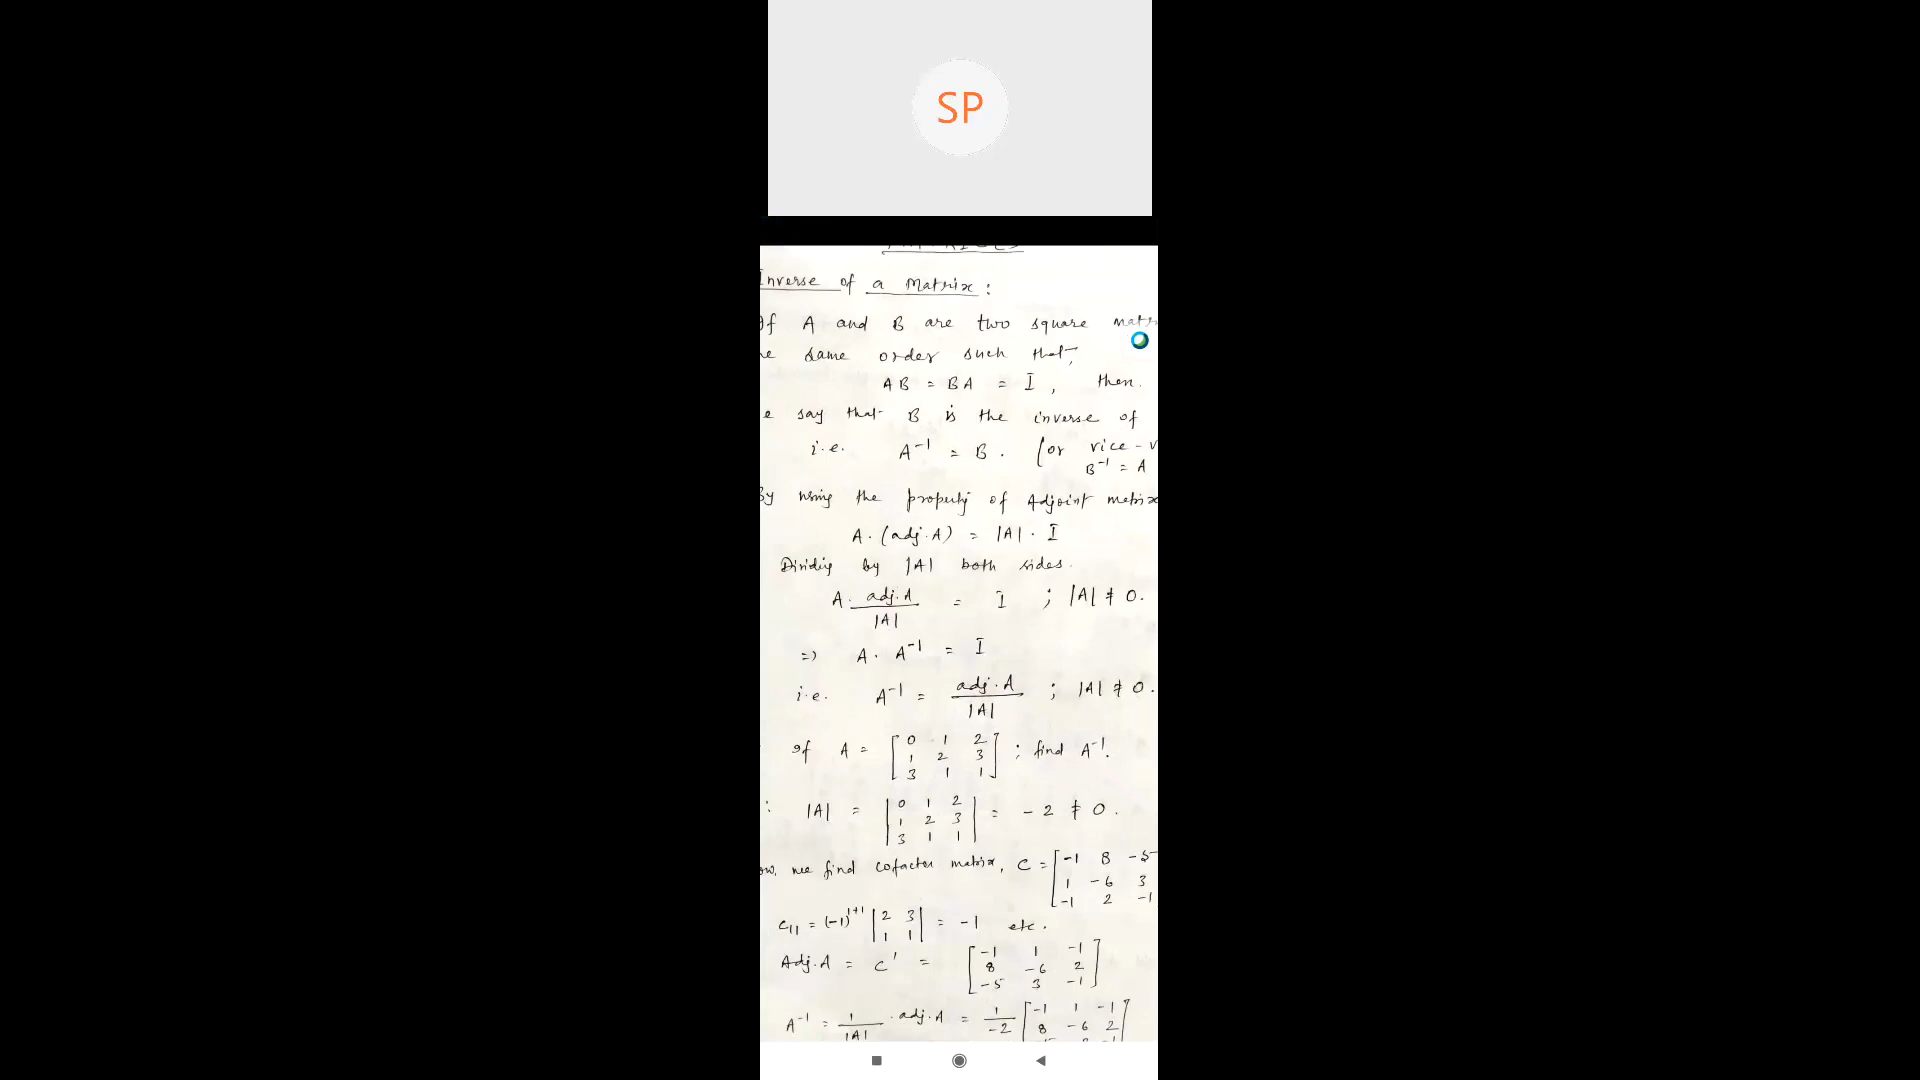 SP
Inverse of a Matrix :
If A and B are two square
same order such that,
AB = BA = I , then.
say that B is the inverse of
i.e. A⁻¹ = B . (or vice - v
B⁻¹ = A
By using the property of Adjoint matrix
A . (adj. A) = |A| . I
Dividing by |A| both sides.
A . adj. A / |A| = I ; |A| ≠ 0.
=> A . A⁻¹ = I
i.e. A⁻¹ = adj. A / |A| ; |A| ≠ 0.
If A = [ 0 1 2
1 2 3
3 1 1 ] ; find A⁻¹.
: |A| = | 0 1 2
1 2 3
3 1 1 | = - 2 ≠ 0 .
we find cofactor matrix, C = [ -1 8 -5
1 -6 3
-1 2 -1
C₁₁ = (-1)¹⁺¹ | 2 3
1 1 | = -1 etc.
Adj. A = C' = [ -1 1 -1
8 -6 2
-5 3 -1 ]
A⁻¹ = 1 / |A| . adj. A = 1 / -2 [ -1 1 -1
8 -6 2